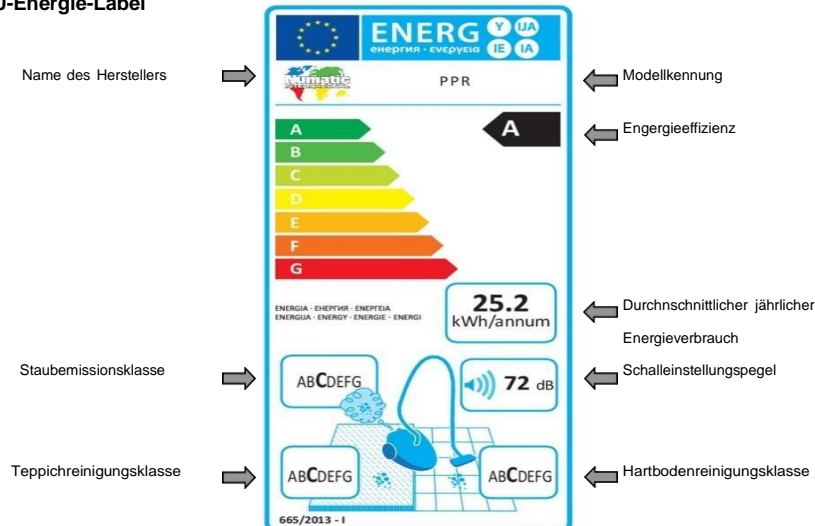 U-Energie-Label
ENERG
Y IJA
IE IA
енергия · ενεργεια
Name des Herstellers
Numatic
INTERNATIONAL
PPR
Modellkennung
A
A
Engergieeffizienz
B
C
D
E
F
G
ENERGIA · ЕНЕРГИЯ · ΕΝΕΡΓΕΙΑ
ENERGIJA · ENERGY · ENERGIE · ENERGI
25.2
kWh/annum
Durchnschnittlicher jährlicher
Energieverbrauch
Staubemissionsklasse
ABCDEFG
72 dB
Schalleinstellungspegel
Teppichreinigungsklasse
ABCDEFG
ABCDEFG
Hartbodenreinigungsklasse
665/2013 - I